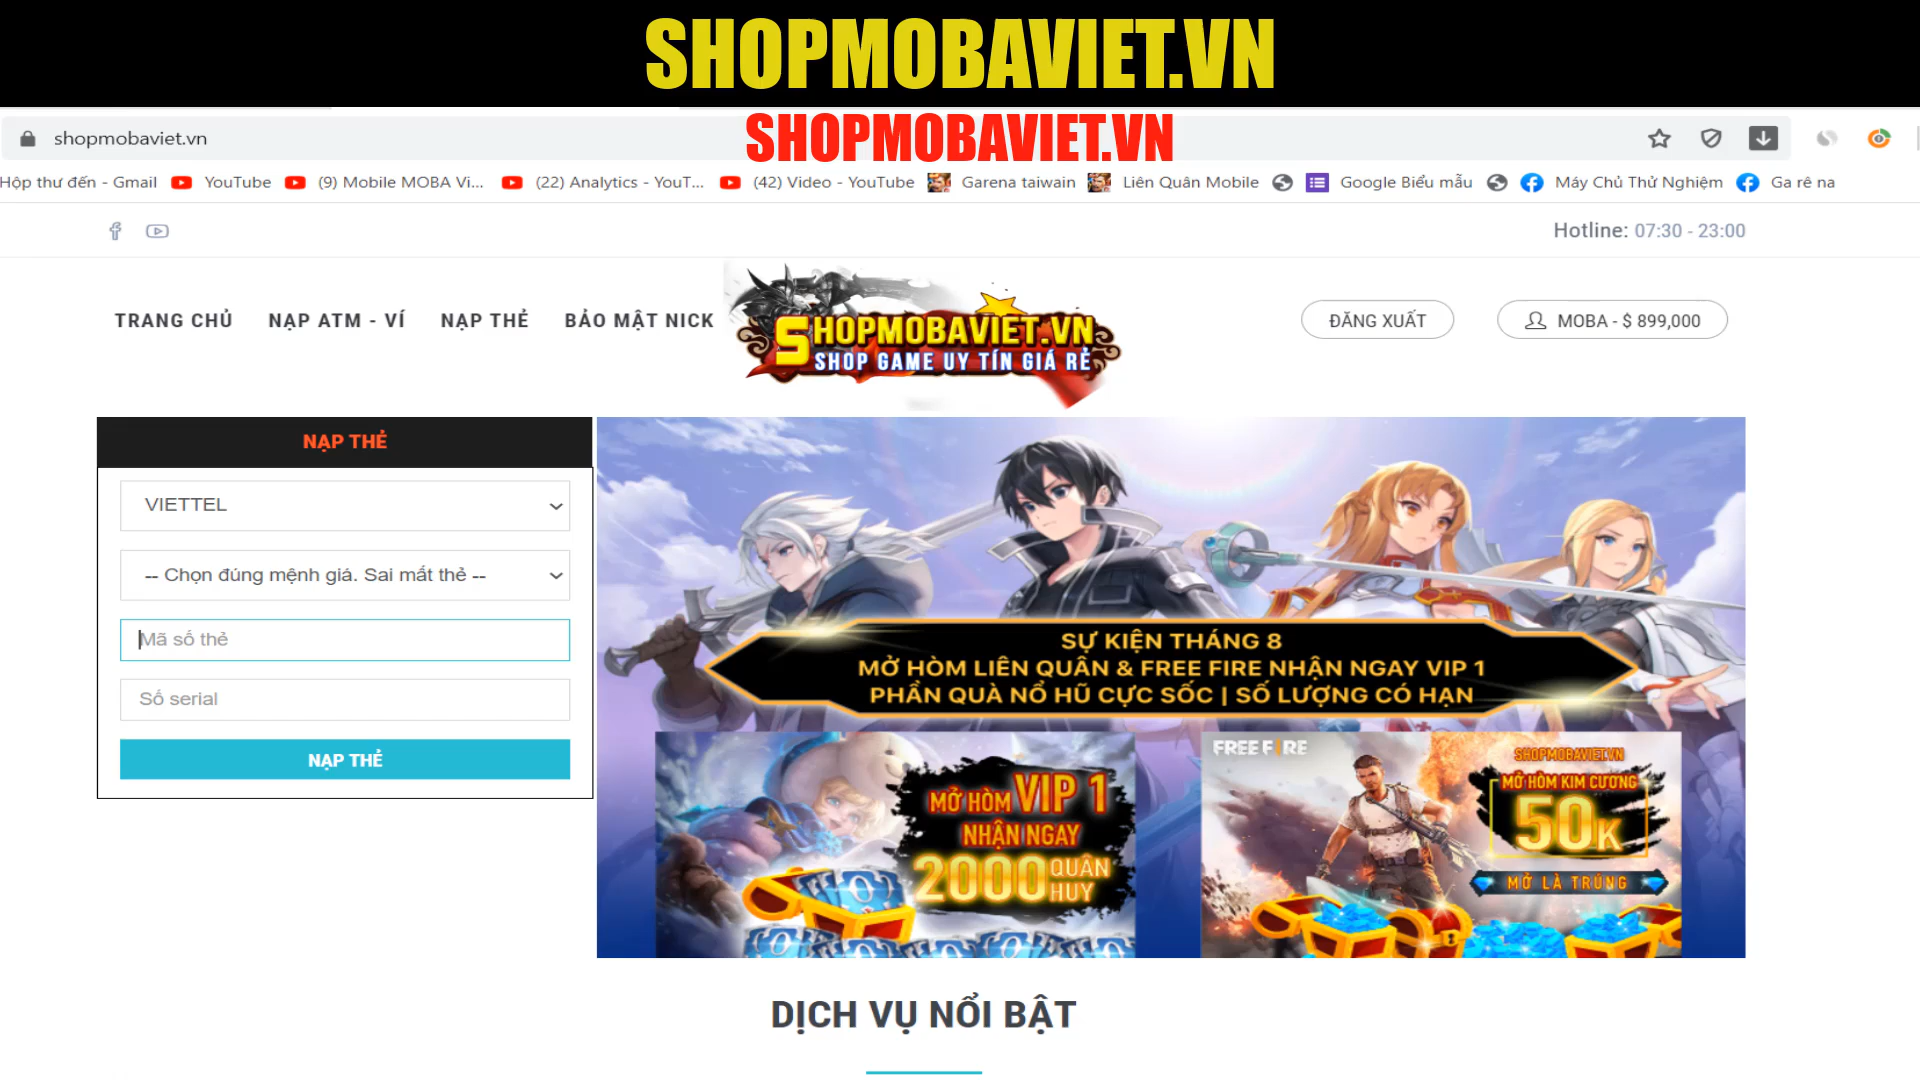 SHOPMOBAVIET.VN
SHOPMOBAVIET.VN
shopmobaviet.vn
Hộp thư đến - Gmail YouTube (9) Mobile MOBA Vi... (22) Analytics - YouT... (42) Video - YouTube Garena taiwain Liên Quân Mobile Google Biểu mẫu Máy Chủ Thử Nghiệm Ga rê na
Hotline: 07:30 - 23:00
TRANG CHỦ NẠP ATM - VÍ NẠP THẺ BẢO MẬT NICK
SHOPMOBAVIET.VN
SHOP GAME UY TÍN GIÁ RẺ
ĐĂNG XUẤT MOBA - $ 899,000
NẠP THẺ
VIETTEL
-- Chọn đúng mệnh giá. Sai mất thẻ --
Mã số thẻ
Số serial
NẠP THẺ
SỰ KIỆN THÁNG 8
MỞ HÒM LIÊN QUÂN & FREE FIRE NHẬN NGAY VIP 1
PHẦN QUÀ NỔ HŨ CỰC SỐC | SỐ LƯỢNG CÓ HẠN
MỞ HÒM VIP 1
NHẬN NGAY
2000 QUÂN HUY
FREE FIRE
SHOPMOBAVIET.VN
MỞ HÒM KIM CƯƠNG
50K
MỞ LÀ TRÚNG
DỊCH VỤ NỔI BẬT